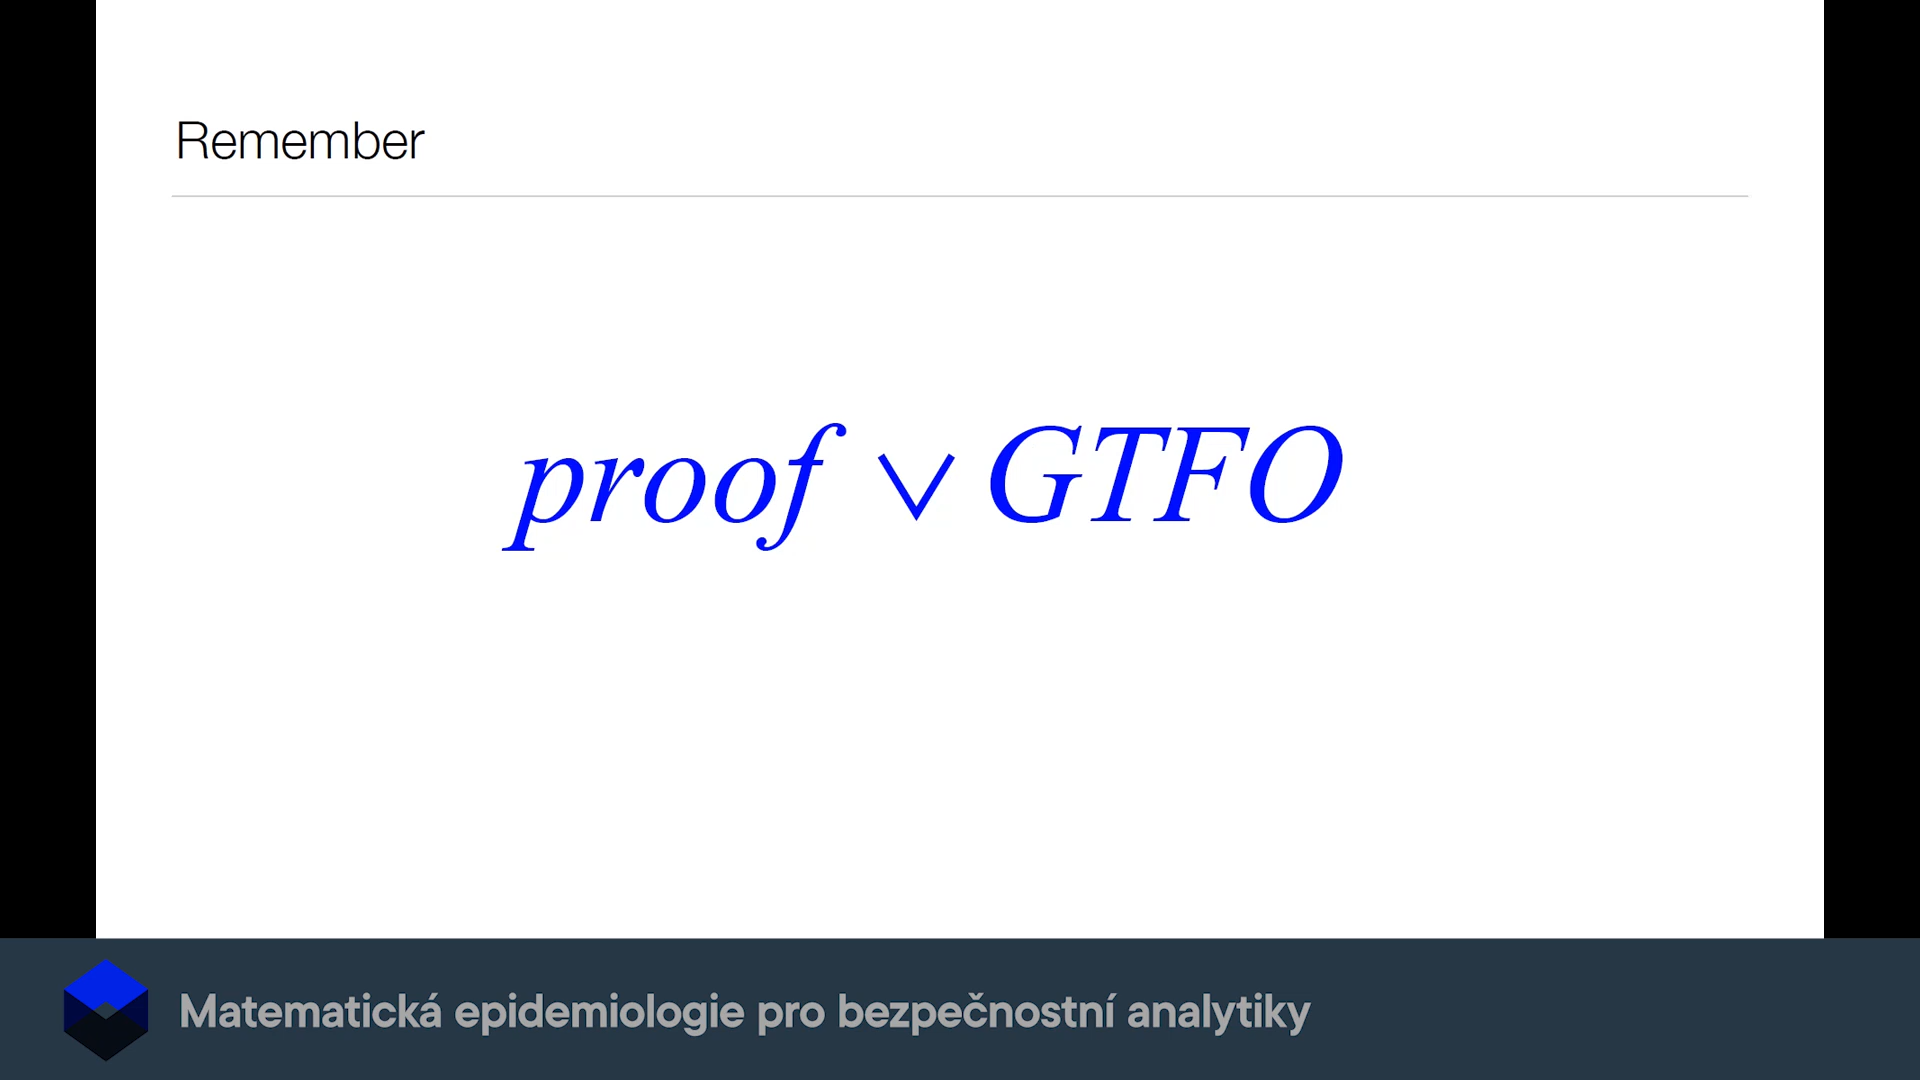 Remember
proof ∨ GTFO
Matematická epidemiologie pro bezpečnostní analytiky